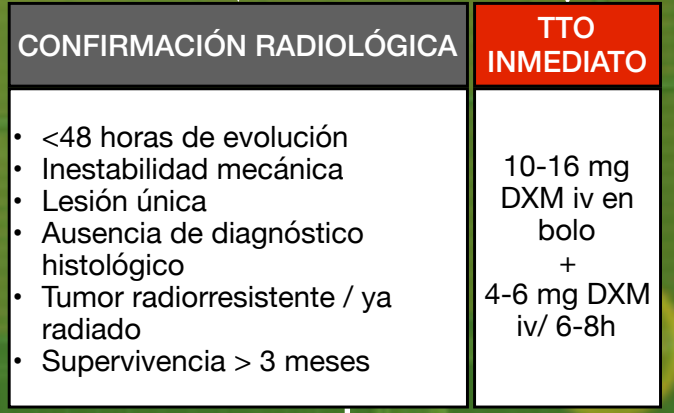 CONFIRMACIÓN RADIOLÓGICA
TTO
INMEDIATO
• <48 horas de evolución
• Inestabilidad mecánica
• Lesión única
• Ausencia de diagnóstico
histológico
• Tumor radiorresistente / ya
radiado
• Supervivencia > 3 meses
10-16 mg
DXM iv en
bolo
+
4-6 mg DXM
iv/ 6-8h